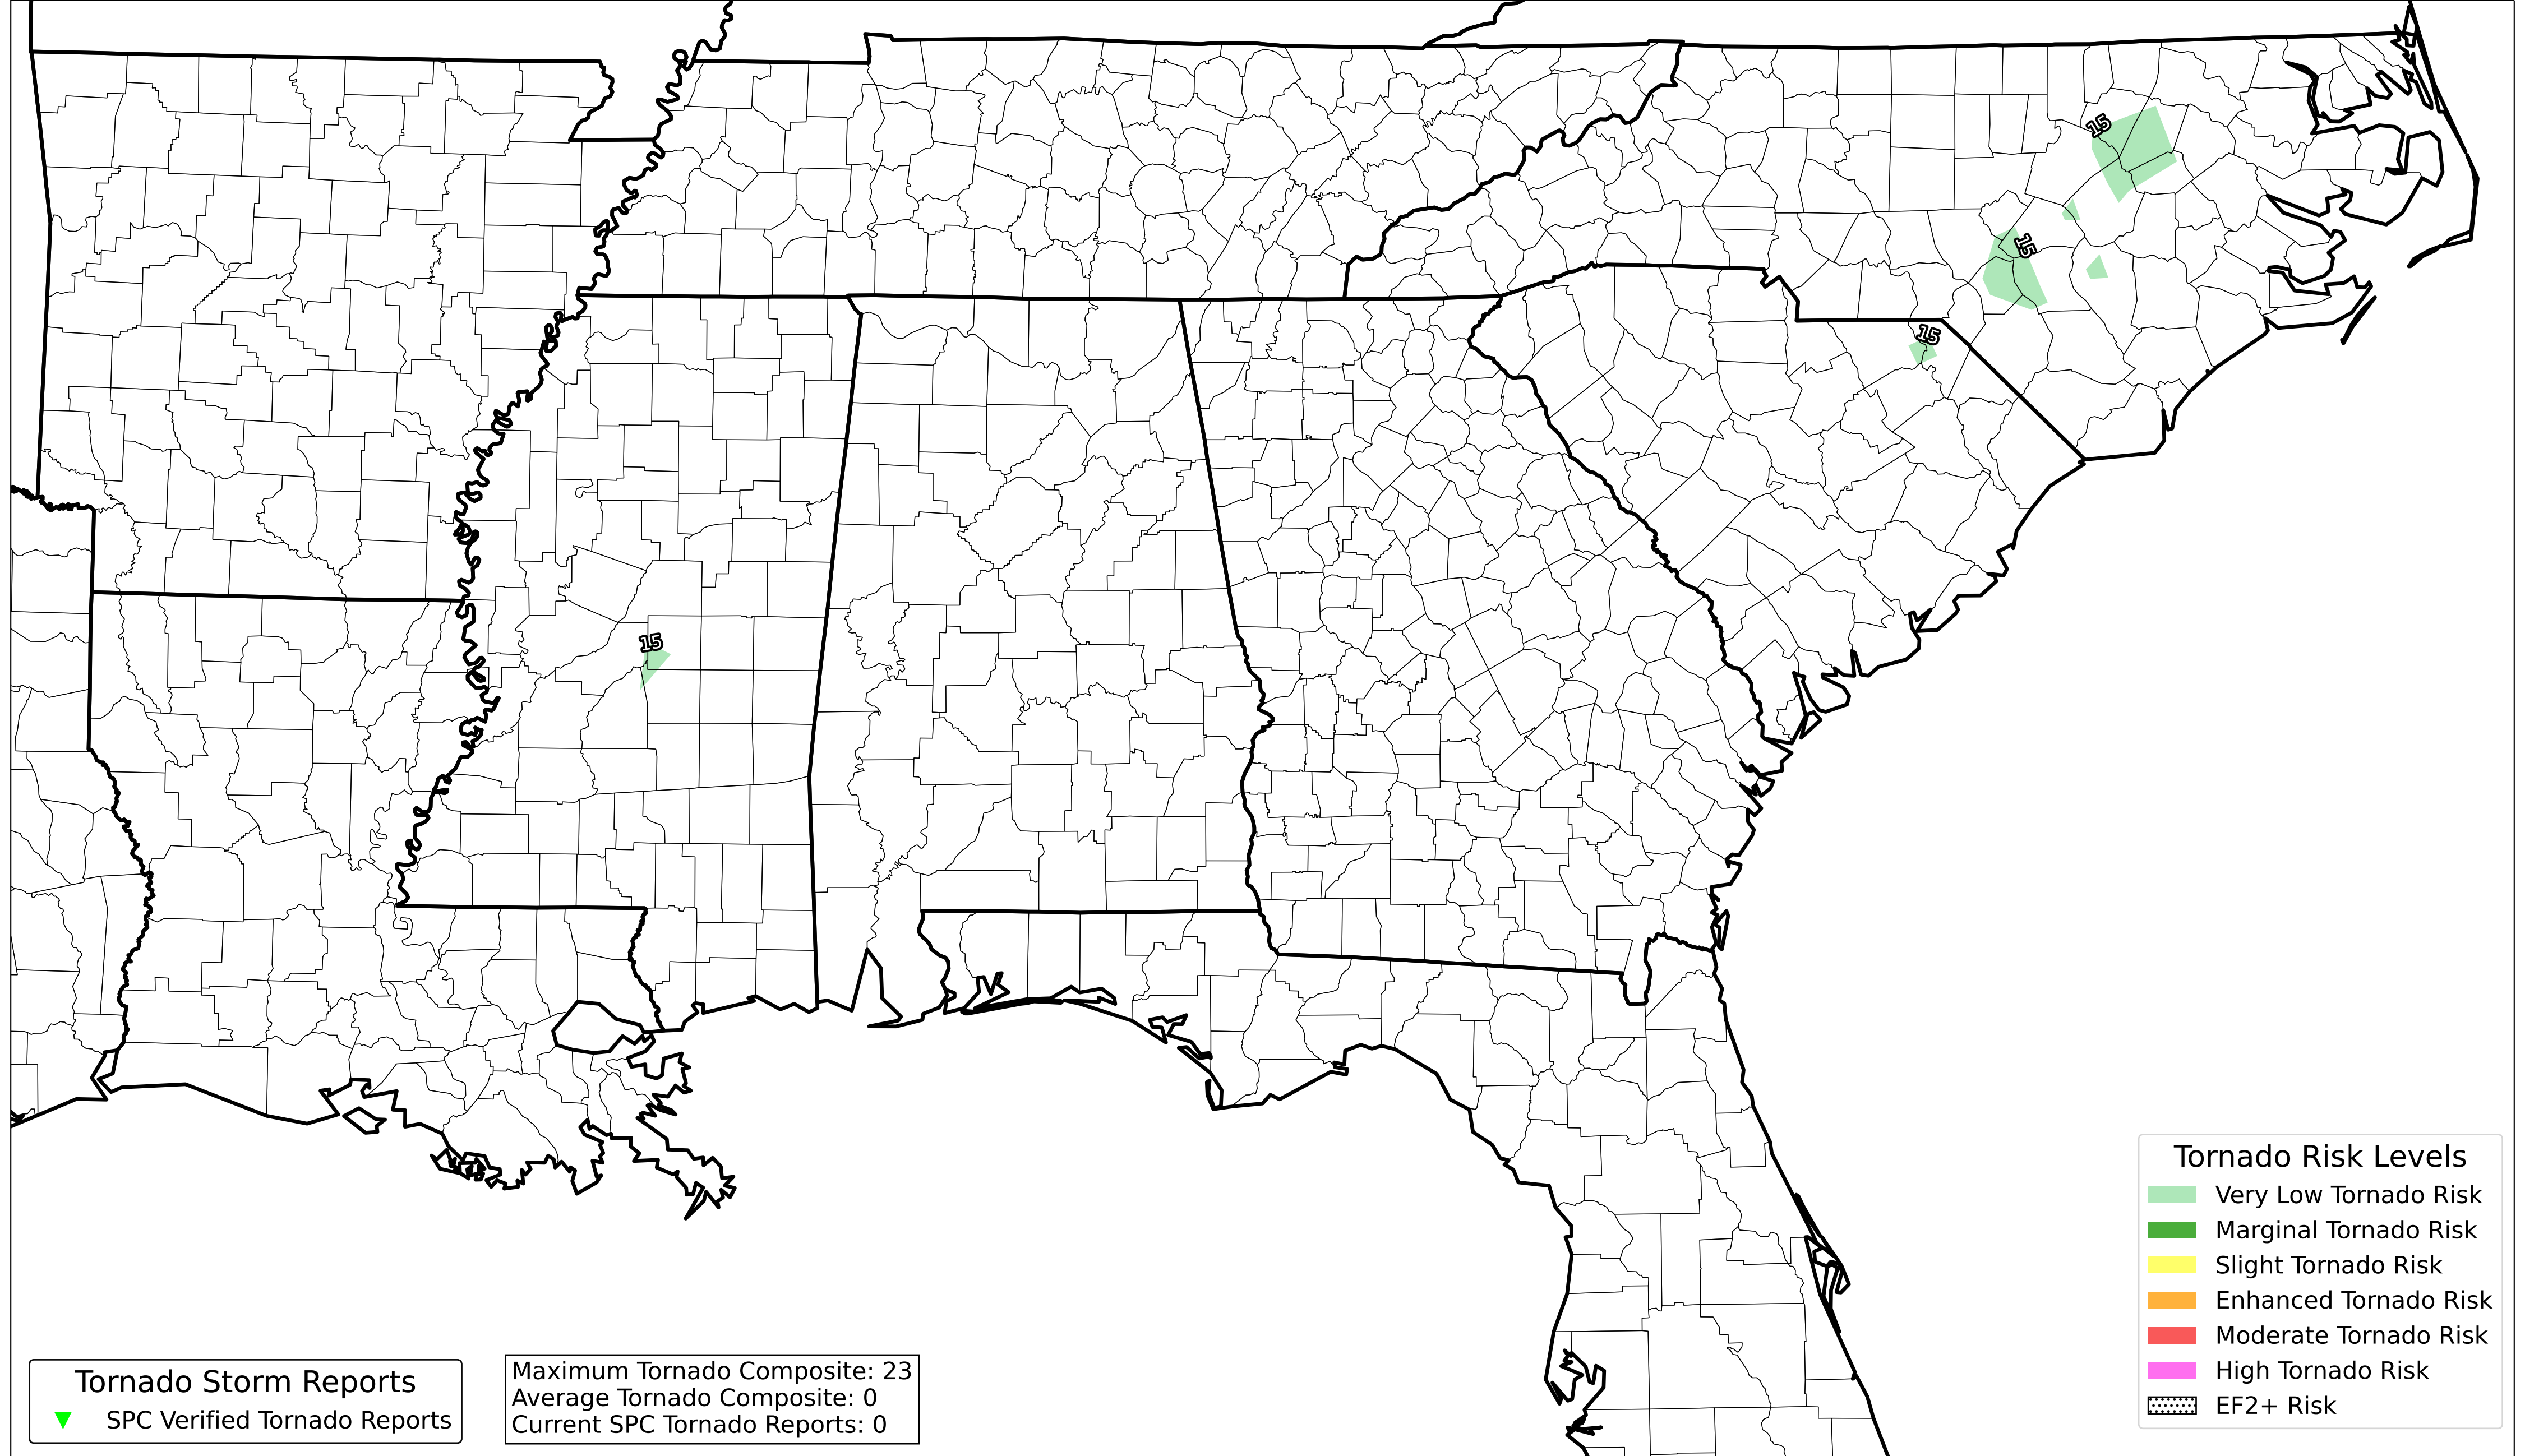 15
15
15
15
Tornado Risk Levels
Very Low Tornado Risk
Marginal Tornado Risk
Slight Tornado Risk
Enhanced Tornado Risk
Moderate Tornado Risk
High Tornado Risk
EF2+ Risk
Tornado Storm Reports
SPC Verified Tornado Reports
Maximum Tornado Composite: 23
Average Tornado Composite: 0
Current SPC Tornado Reports: 0